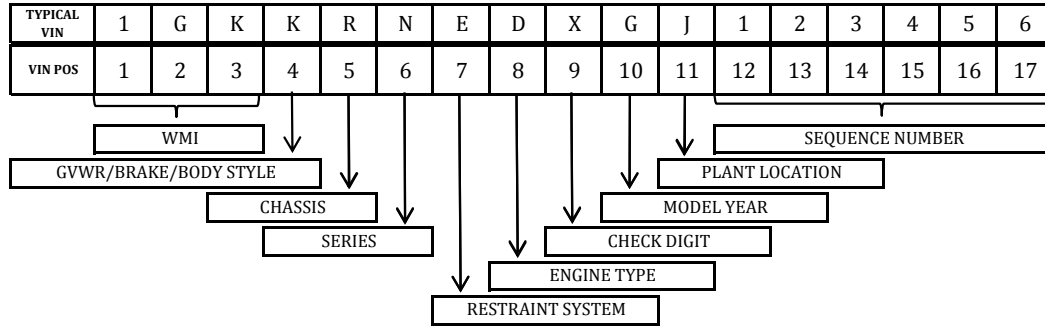 TYPICAL VIN 1 G K K R N E D X G J 1 2 3 4 5 6
VIN POS 1 2 3 4 5 6 7 8 9 10 11 12 13 14 15 16 17
WMI SEQUENCE NUMBER
GVWR/BRAKE/BODY STYLE PLANT LOCATION
CHASSIS MODEL YEAR
SERIES CHECK DIGIT
ENGINE TYPE
RESTRAINT SYSTEM